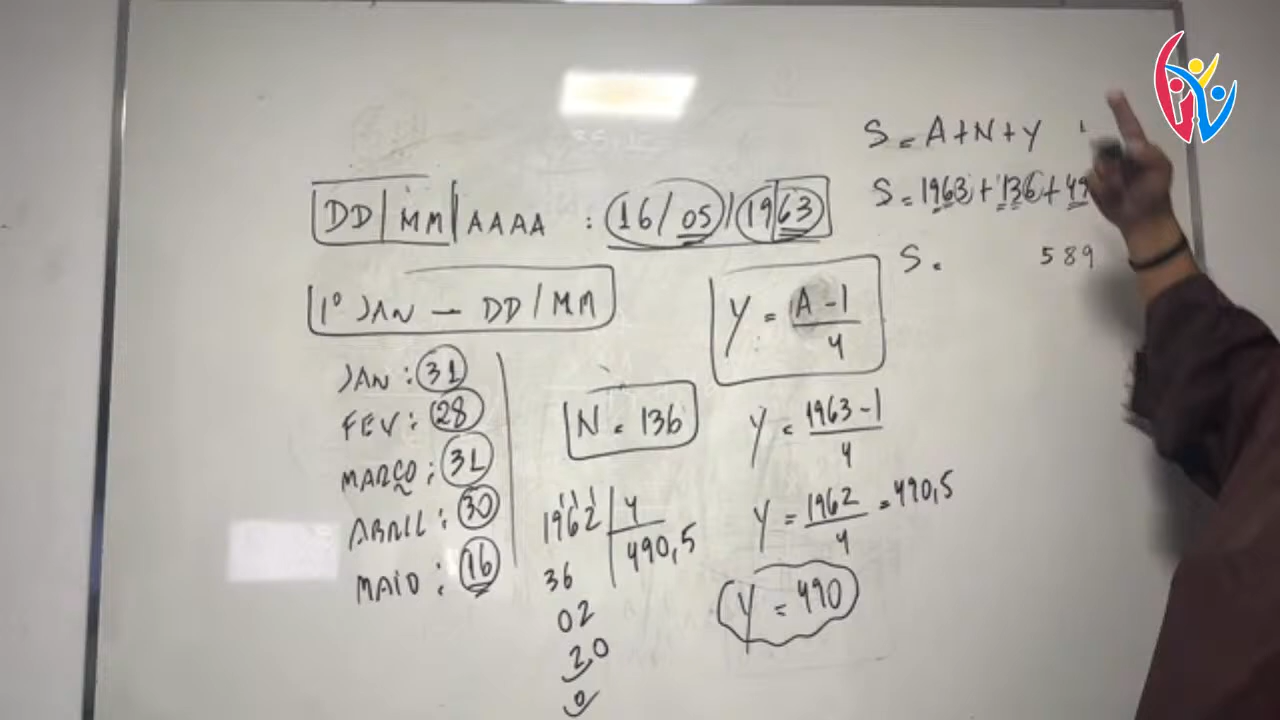 S = A + N + Y
S = 1963 + 136 + 49
S = 589
DD | MM | AAAA : 16 / 05 / 1963
1º JAN — DD / MM
Y = A - 1
4
JAN : 31
FEV : 28
MARÇO : 31
ABRIL : 30
MAIO : 16
N = 136
1962 | 4
490,5
36
02
20
0
Y = 1963 - 1
4
Y = 1962 = 490,5
4
Y = 490